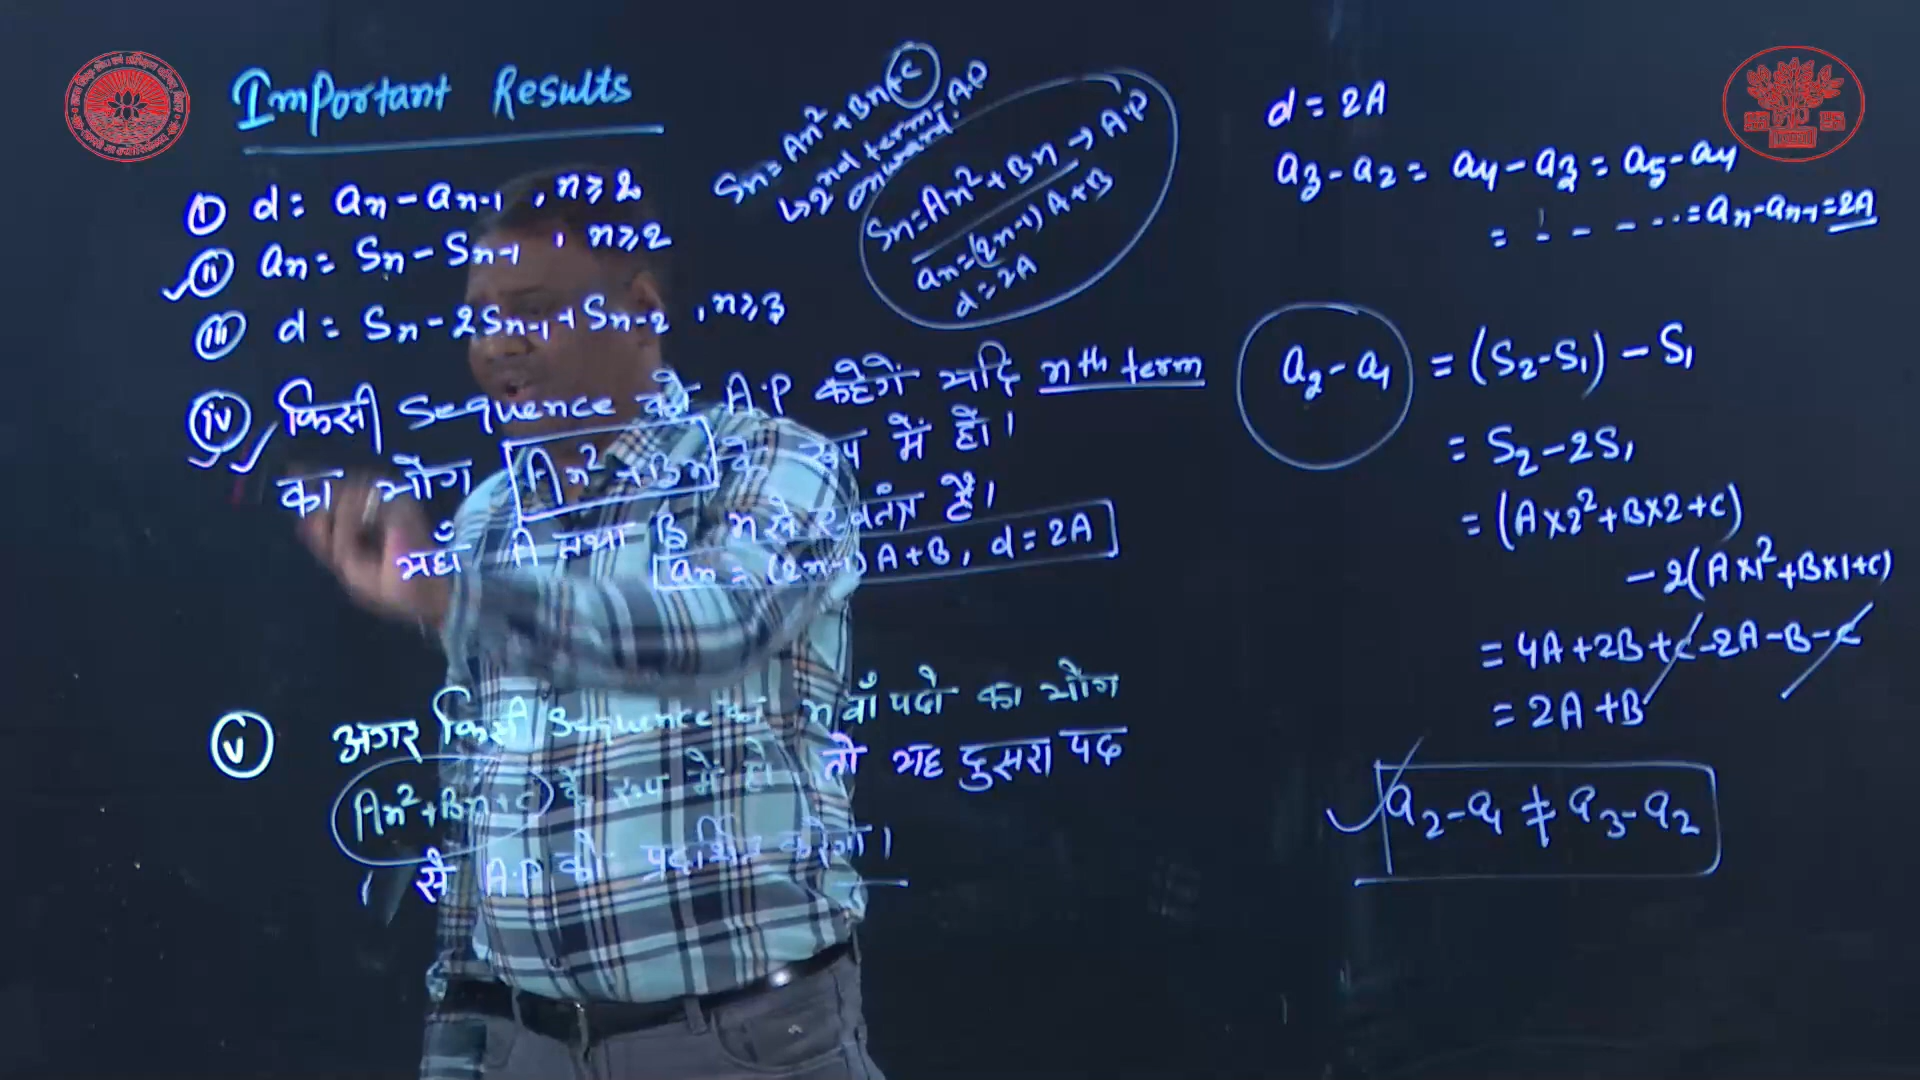 Important Results
(i) d = an - an-1 , n ≥ 2
(ii) an = Sn - Sn-1 , n ≥ 2
(iii) d = Sn - 2Sn-1 + Sn-2 , n ≥ 3
(iv) किसी Sequence को A.P कहेगें यदि nth term
का योग An² + Bn के रूप में हो।
यहाँ A तथा B n से स्वतंत्र हैं।
an = (2n-1)A + B, d = 2A
(v) अगर किसी Sequence का n वाँ पदो का योग
An² + Bn + C के रूप में हो तो यह दुसरा पद
से A.P को प्रदर्शित करेगा।
Sn = An² + Bn + C
↳ 2nd term A.P
onward.
Sn = An² + Bn → A.P
an = (2n-1)A + B
d = 2A
d = 2A
a3 - a2 = a4 - a3 = a5 - a4
= - - - - ... = an - an-1 = 2A
a2 - a1 = (S2 - S1) - S1
= S2 - 2S1
= (A×2² + B×2 + C)
- 2(A×1² + B×1 + C)
= 4A + 2B + C - 2A - B - C
= 2A + B
a2 - a1 ≠ a3 - a2